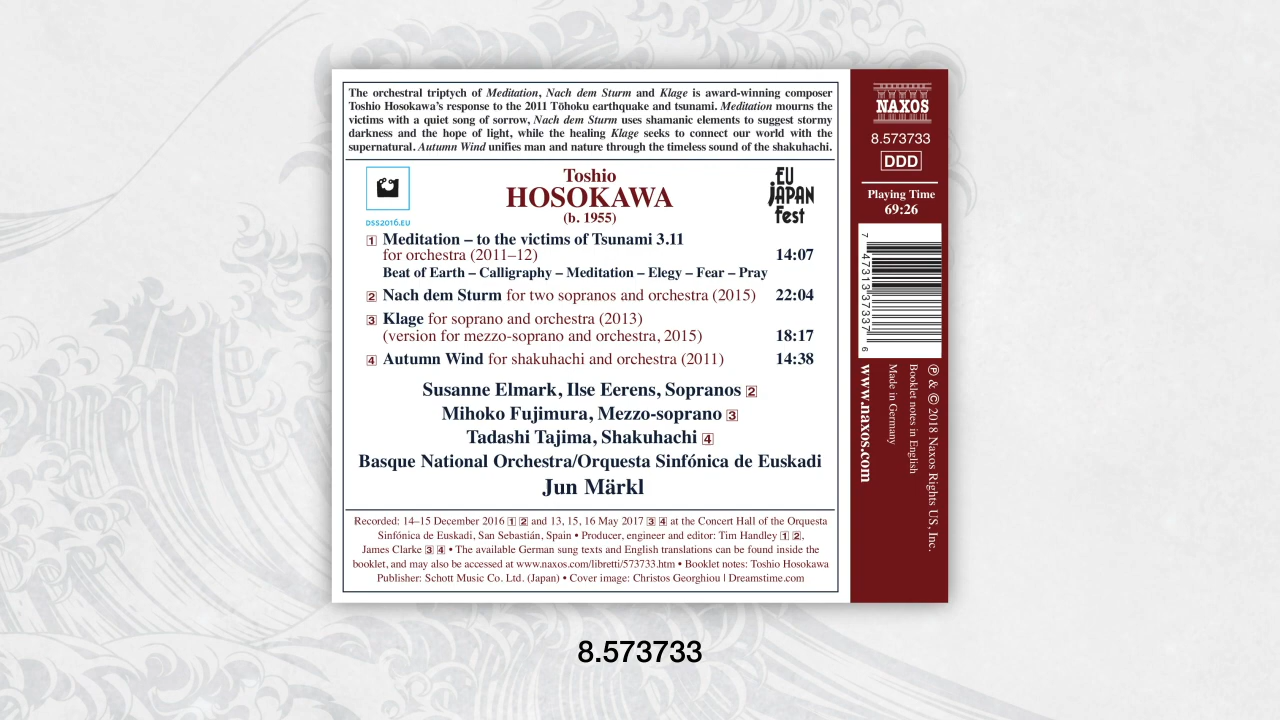 The orchestral triptych of Meditation, Nach dem Sturm and Klage is award-winning composer
Toshio Hosokawa's response to the 2011 Tōhoku earthquake and tsunami. Meditation mourns the
victims with a quiet song of sorrow, Nach dem Sturm uses shamanic elements to suggest stormy
darkness and the hope of light, while the healing Klage seeks to connect our world with the
supernatural. Autumn Wind unifies man and nature through the timeless sound of the shakuhachi.
DSS2016.EU
Toshio
HOSOKAWA
(b. 1955)
EU
JAPAN
fest
1 Meditation – to the victims of Tsunami 3.11
for orchestra (2011–12) 14:07
Beat of Earth – Calligraphy – Meditation – Elegy – Fear – Pray
2 Nach dem Sturm for two sopranos and orchestra (2015) 22:04
3 Klage for soprano and orchestra (2013)
(version for mezzo-soprano and orchestra, 2015) 18:17
4 Autumn Wind for shakuhachi and orchestra (2011) 14:38
Susanne Elmark, Ilse Eerens, Sopranos 2
Mihoko Fujimura, Mezzo-soprano 3
Tadashi Tajima, Shakuhachi 4
Basque National Orchestra/Orquesta Sinfónica de Euskadi
Jun Märkl
Recorded: 14–15 December 2016 1 2 and 13, 15, 16 May 2017 3 4 at the Concert Hall of the Orquesta
Sinfónica de Euskadi, San Sebastián, Spain • Producer, engineer and editor: Tim Handley 1 2,
James Clarke 3 4 • The available German sung texts and English translations can be found inside the
booklet, and may also be accessed at www.naxos.com/libretti/573733.htm • Booklet notes: Toshio Hosokawa
Publisher: Schott Music Co. Ltd. (Japan) • Cover image: Christos Georghiou | Dreamstime.com
NAXOS
8.573733
DDD
Playing Time
69:26
7 47313 37337 6
℗ & © 2018 Naxos Rights US, Inc.
Booklet notes in English
Made in Germany
www.naxos.com
8.573733